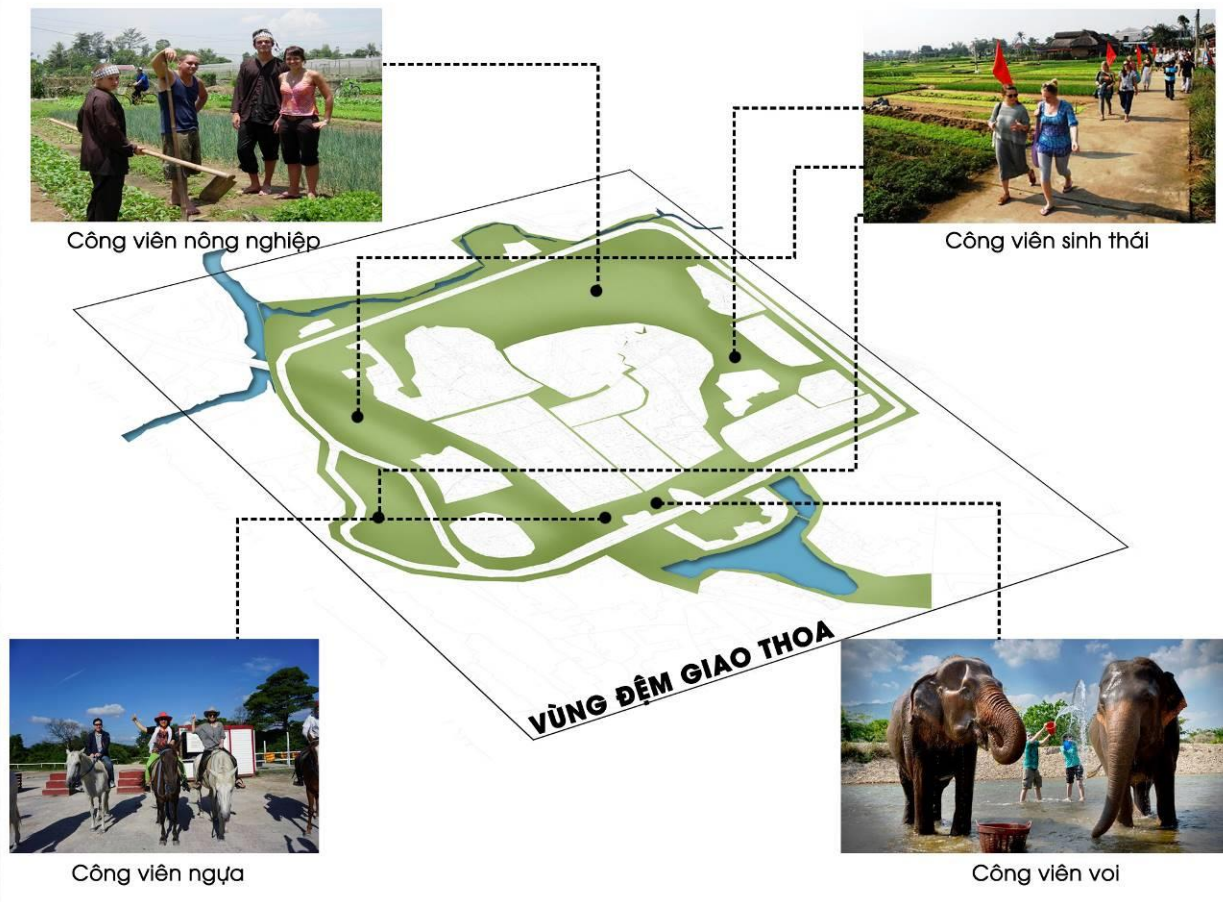 Công viên nông nghiệp
Công viên sinh thái
VÙNG ĐỆM GIAO THOA
Công viên ngựa
Công viên voi